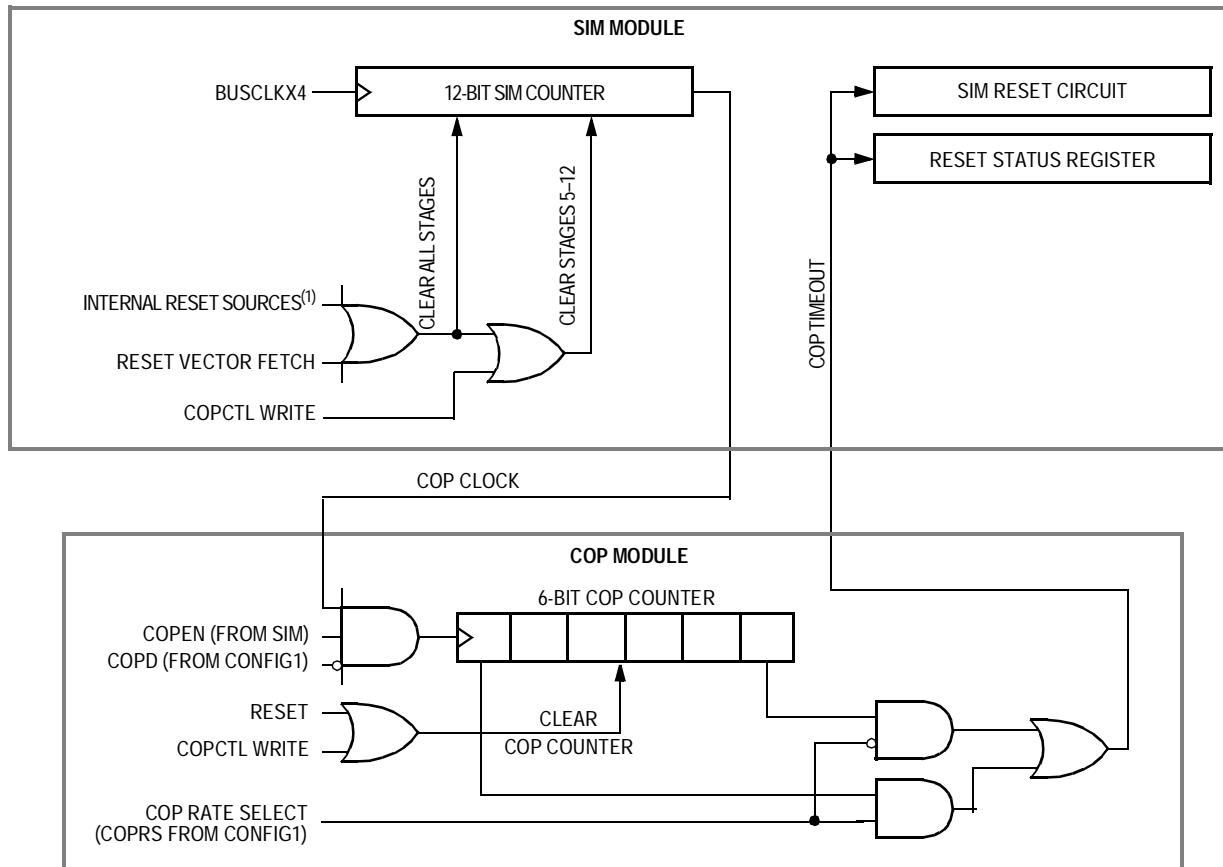 SIM MODULE
BUSCLKX4
12-BIT SIM COUNTER
SIM RESET CIRCUIT
RESET STATUS REGISTER
CLEAR ALL STAGES
CLEAR STAGES 5–12
COP TIMEOUT
INTERNAL RESET SOURCES(1)
RESET VECTOR FETCH
COPCTL WRITE
COP CLOCK
COP MODULE
6-BIT COP COUNTER
COPEN (FROM SIM)
COPD (FROM CONFIG1)
RESET
COPCTL WRITE
CLEAR
COP COUNTER
COP RATE SELECT
(COPRS FROM CONFIG1)